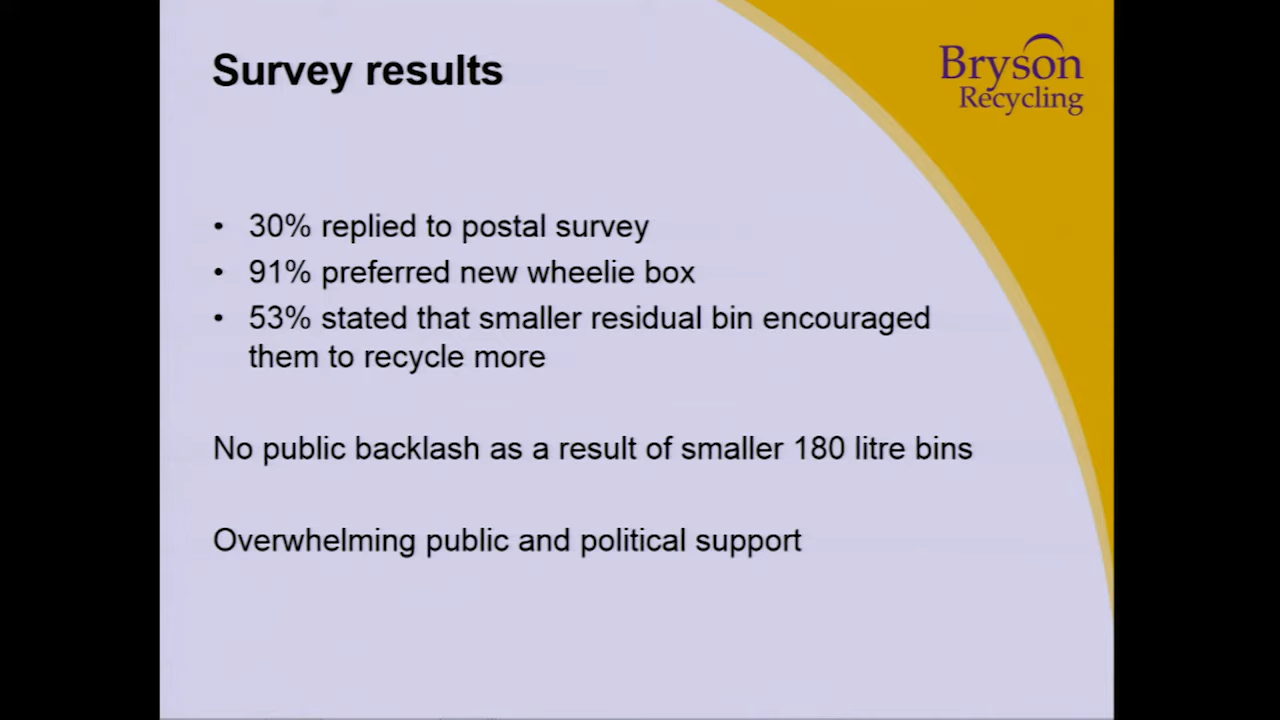 Survey results
Bryson
Recycling
• 30% replied to postal survey
• 91% preferred new wheelie box
• 53% stated that smaller residual bin encouraged
them to recycle more
No public backlash as a result of smaller 180 litre bins
Overwhelming public and political support